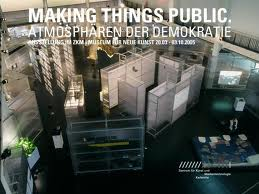 MAKING THINGS PUBLIC.
ATMOSPHÄREN DER DEMOKRATIE
AUSSTELLUNG IM ZKM | MUSEUM FÜR NEUE KUNST 20.03 - 03.10.2005
Zentrum für Kunst und
Medientechnologie
Karlsruhe